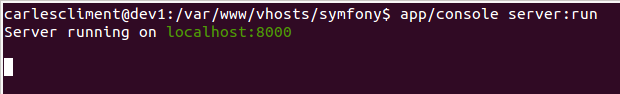 carlescliment@dev1:/var/www/vhosts/symfony$ app/console server:run
Server running on localhost:8000